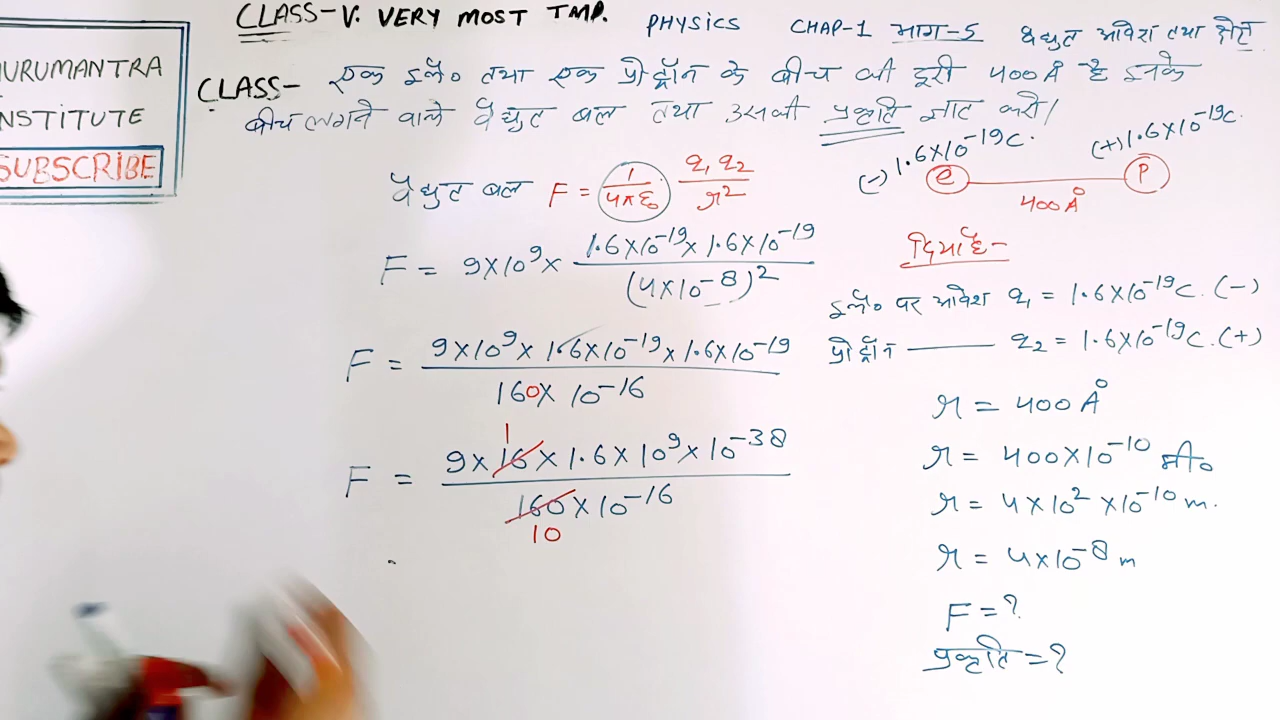 CLASS-V. VERY MOST IMP. PHYSICS CHAP-1 भाग-5 वैद्युत आवेश तथा क्षेत्र
URUMANTRA
NSTITUTE
SUBSCRIBE
CLASS- एक इलै० तथा एक प्रोट्रॉन के बीच की दूरी 400 Å है इनके
बीच लगने वाले वैद्युत बल तथा उसकी प्रकृति ज्ञात करो।
(-) 1.6×10⁻¹⁹C. (+) 1.6×10⁻¹⁹C.
e P
400 Å
वैद्युत बल F = 1/4πε₀ q₁ q₂/r²
F = 9×10⁹× 1.6×10⁻¹⁹× 1.6×10⁻¹⁹/(4×10⁻⁸)²
F = 9×10⁹× 1.6×10⁻¹⁹× 1.6×10⁻¹⁹/160× 10⁻¹⁶
1
F = 9× 16× 1.6× 10⁹× 10⁻³⁸/160×10⁻¹⁶
10
दिया है-
इलै० पर आवेश q₁ = 1.6×10⁻¹⁹C. (-)
प्रोट्रॉन —— q₂ = 1.6×10⁻¹⁹C. (+)
r = 400 Å
r = 400×10⁻¹⁰ मी०
r = 4×10² ×10⁻¹⁰ m.
r = 4×10⁻⁸ m
F = ?
प्रकृति = ?